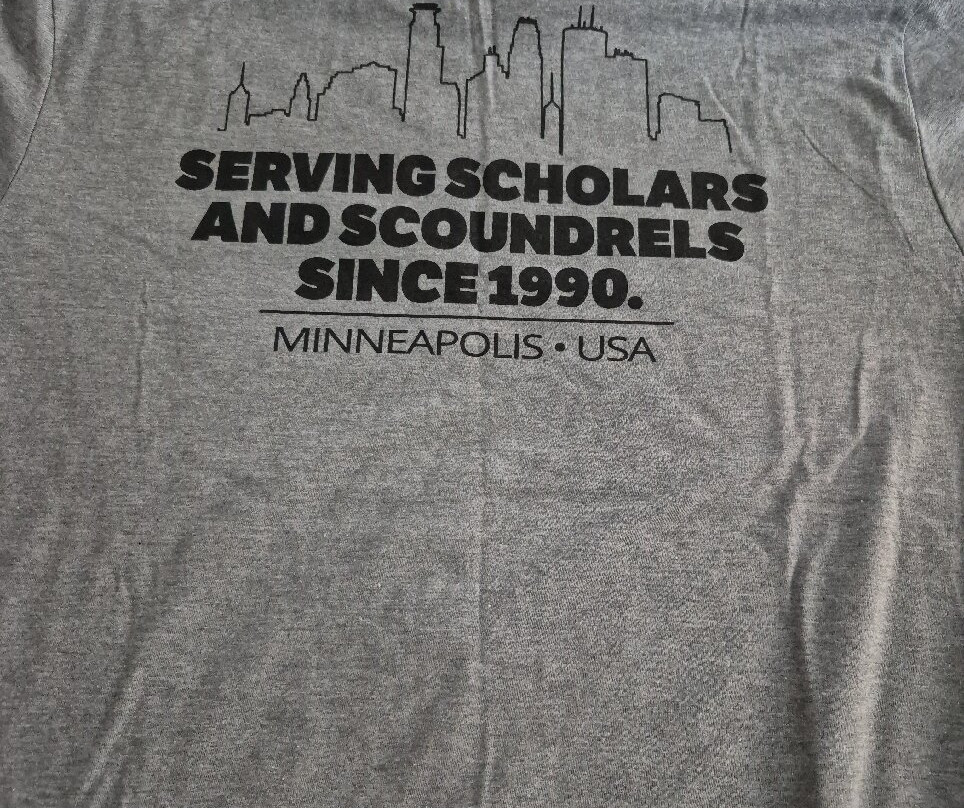 SERVING SCHOLARS
AND SCOUNDRELS
SINCE 1990.
MINNEAPOLIS • USA